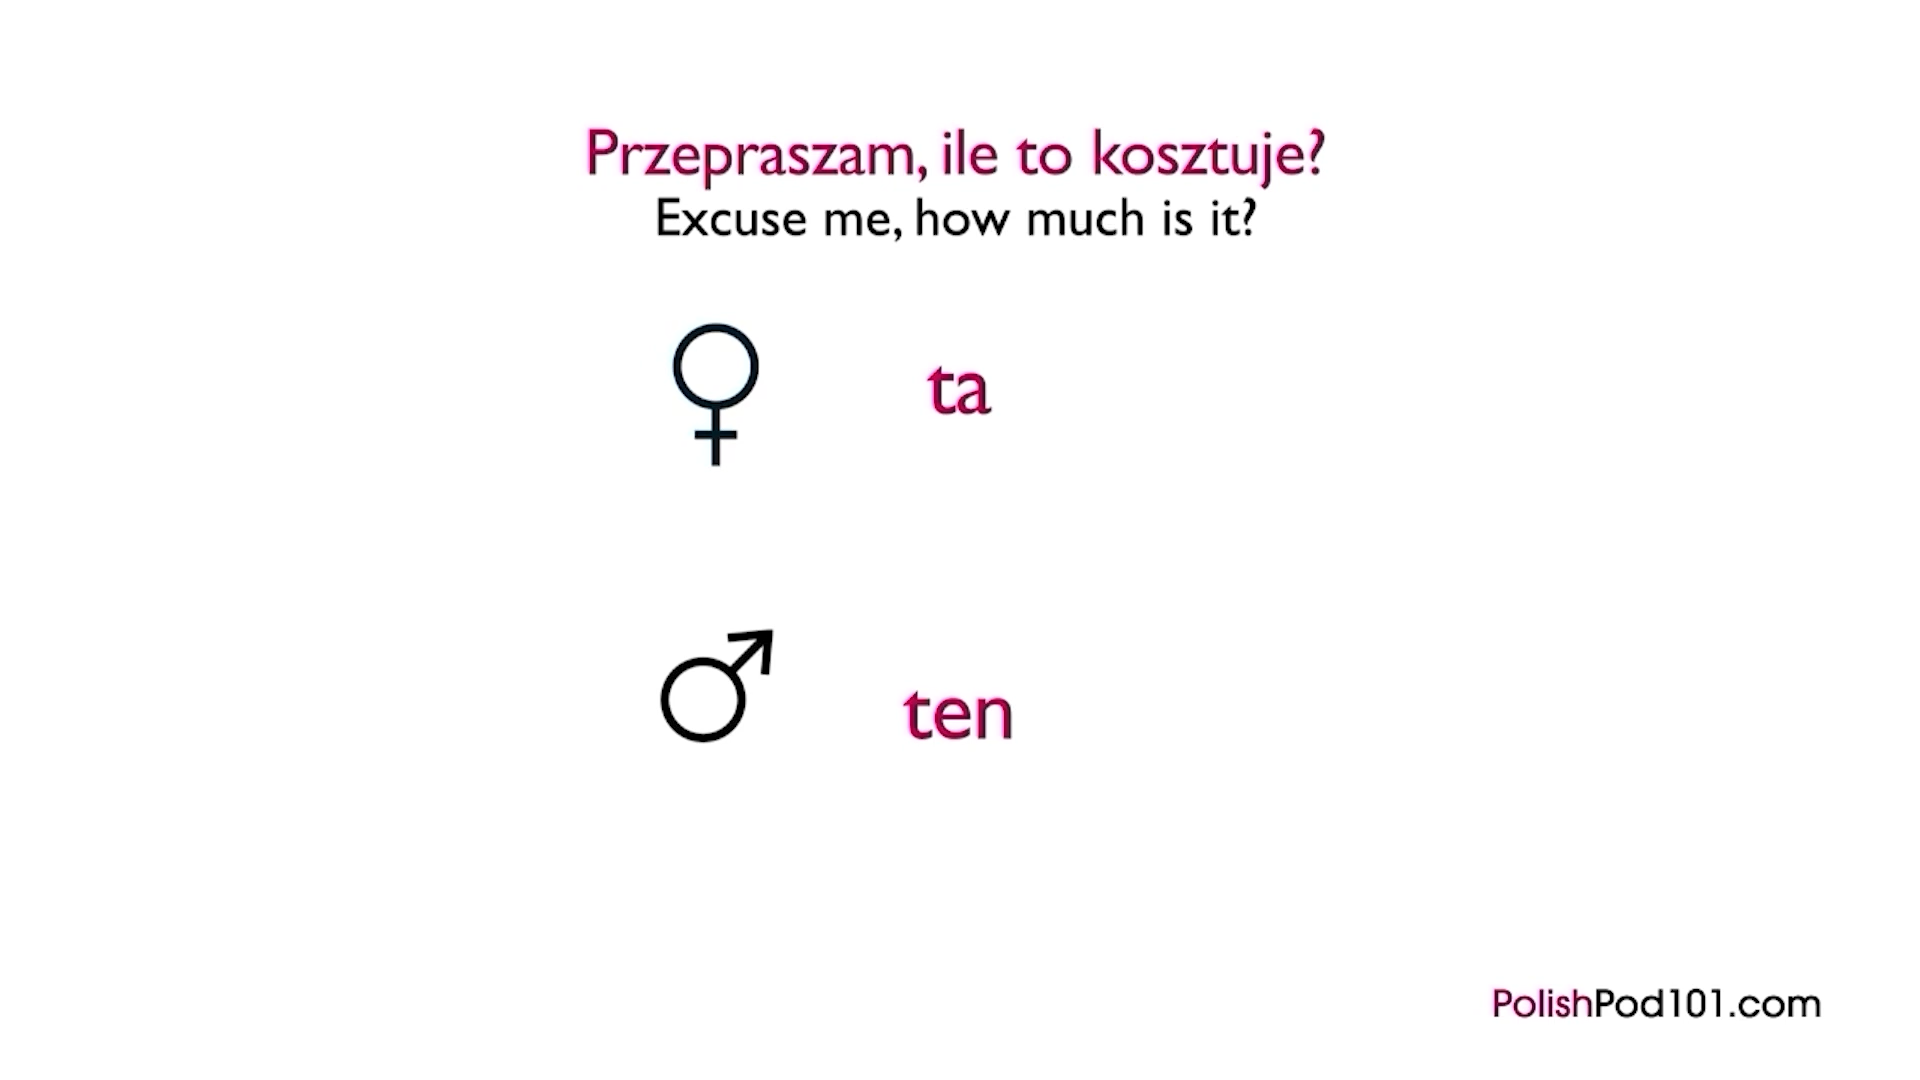 Przepraszam, ile to kosztuje?
Excuse me, how much is it?
ta
ten
PolishPod101.com